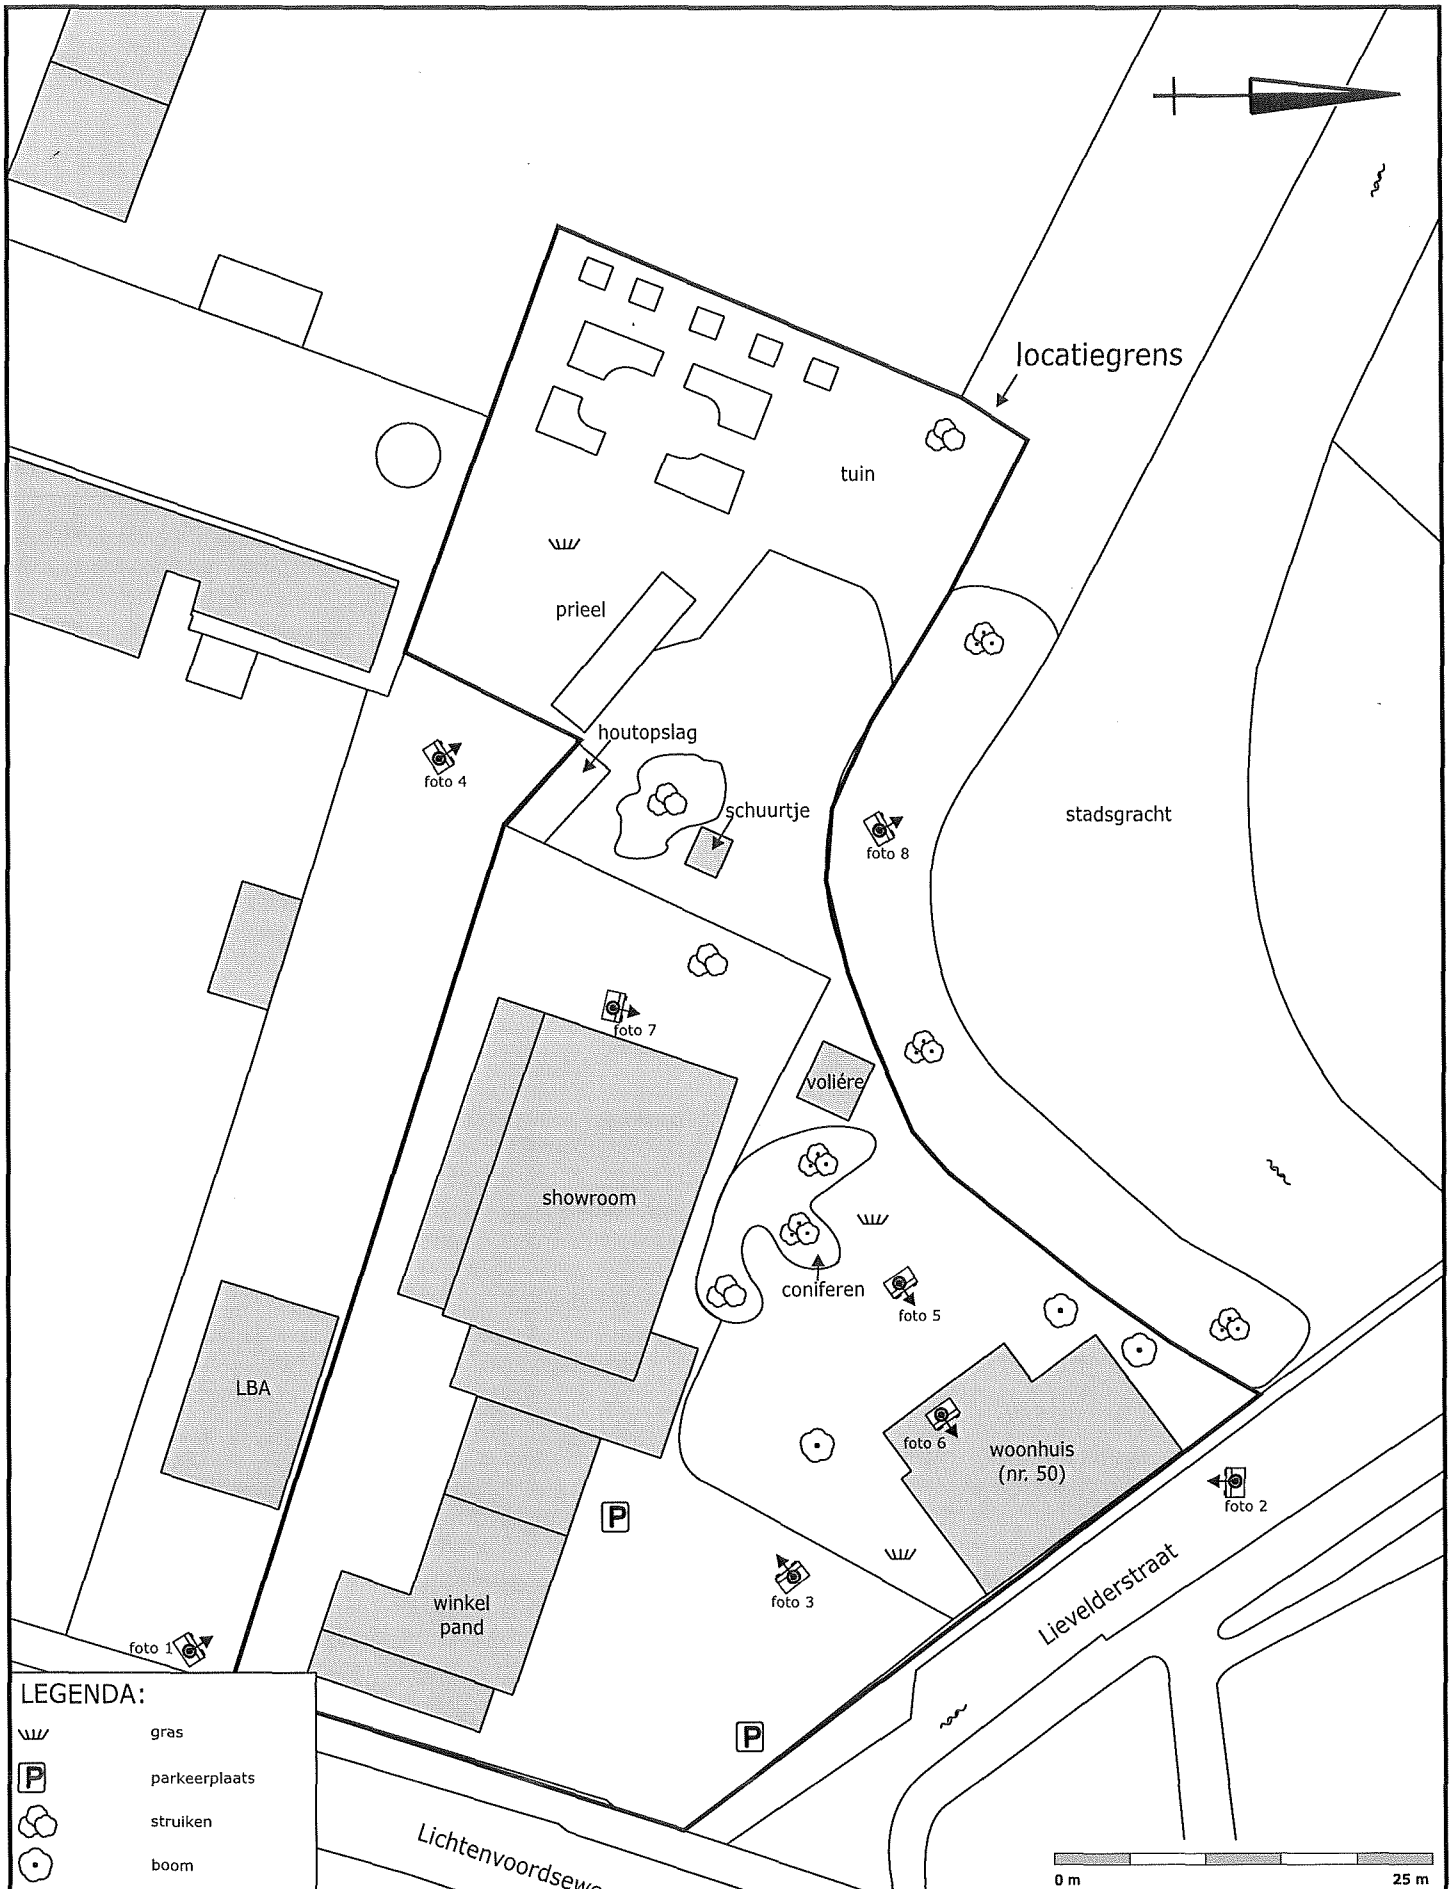 locatiegrens
tuin
prieel
houtopslag
foto 4
schuurtje
stadsgracht
foto 8
foto 7
voliére
showroom
coniferen
foto 5
LBA
foto 6
woonhuis
(nr. 50)
foto 2
P
foto 3
Lievelderstraat
winkel
pand
foto 1
P
LEGENDA:
gras
P parkeerplaats
struiken
boom
0 m 25 m